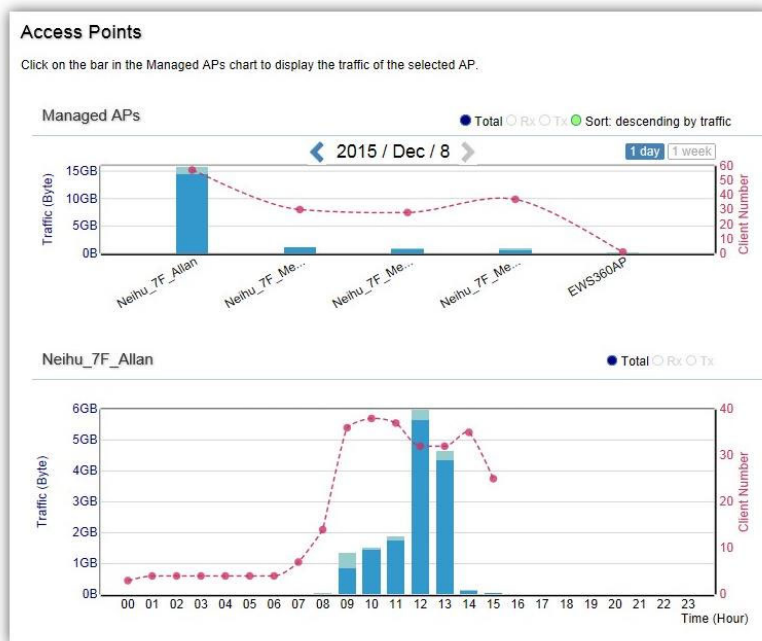 Access Points
Click on the bar in the Managed APs chart to display the traffic of the selected AP.
Managed APs
Total Rx Tx Sort: descending by traffic
2015 / Dec / 8
1 day 1 week
Traffic (Byte)
15GB
10GB
5GB
0B
60
50
40
30
20
10
0
Client Number
Neihu_7F_Allan
Neihu_7F_Me...
Neihu_7F_Me...
Neihu_7F_Me...
EWS360AP
Neihu_7F_Allan
Total Rx Tx
Traffic (Byte)
6GB
5GB
4GB
3GB
2GB
1GB
0B
40
30
20
10
0
Client Number
00 01 02 03 04 05 06 07 08 09 10 11 12 13 14 15 16 17 18 19 20 21 22 23
Time (Hour)